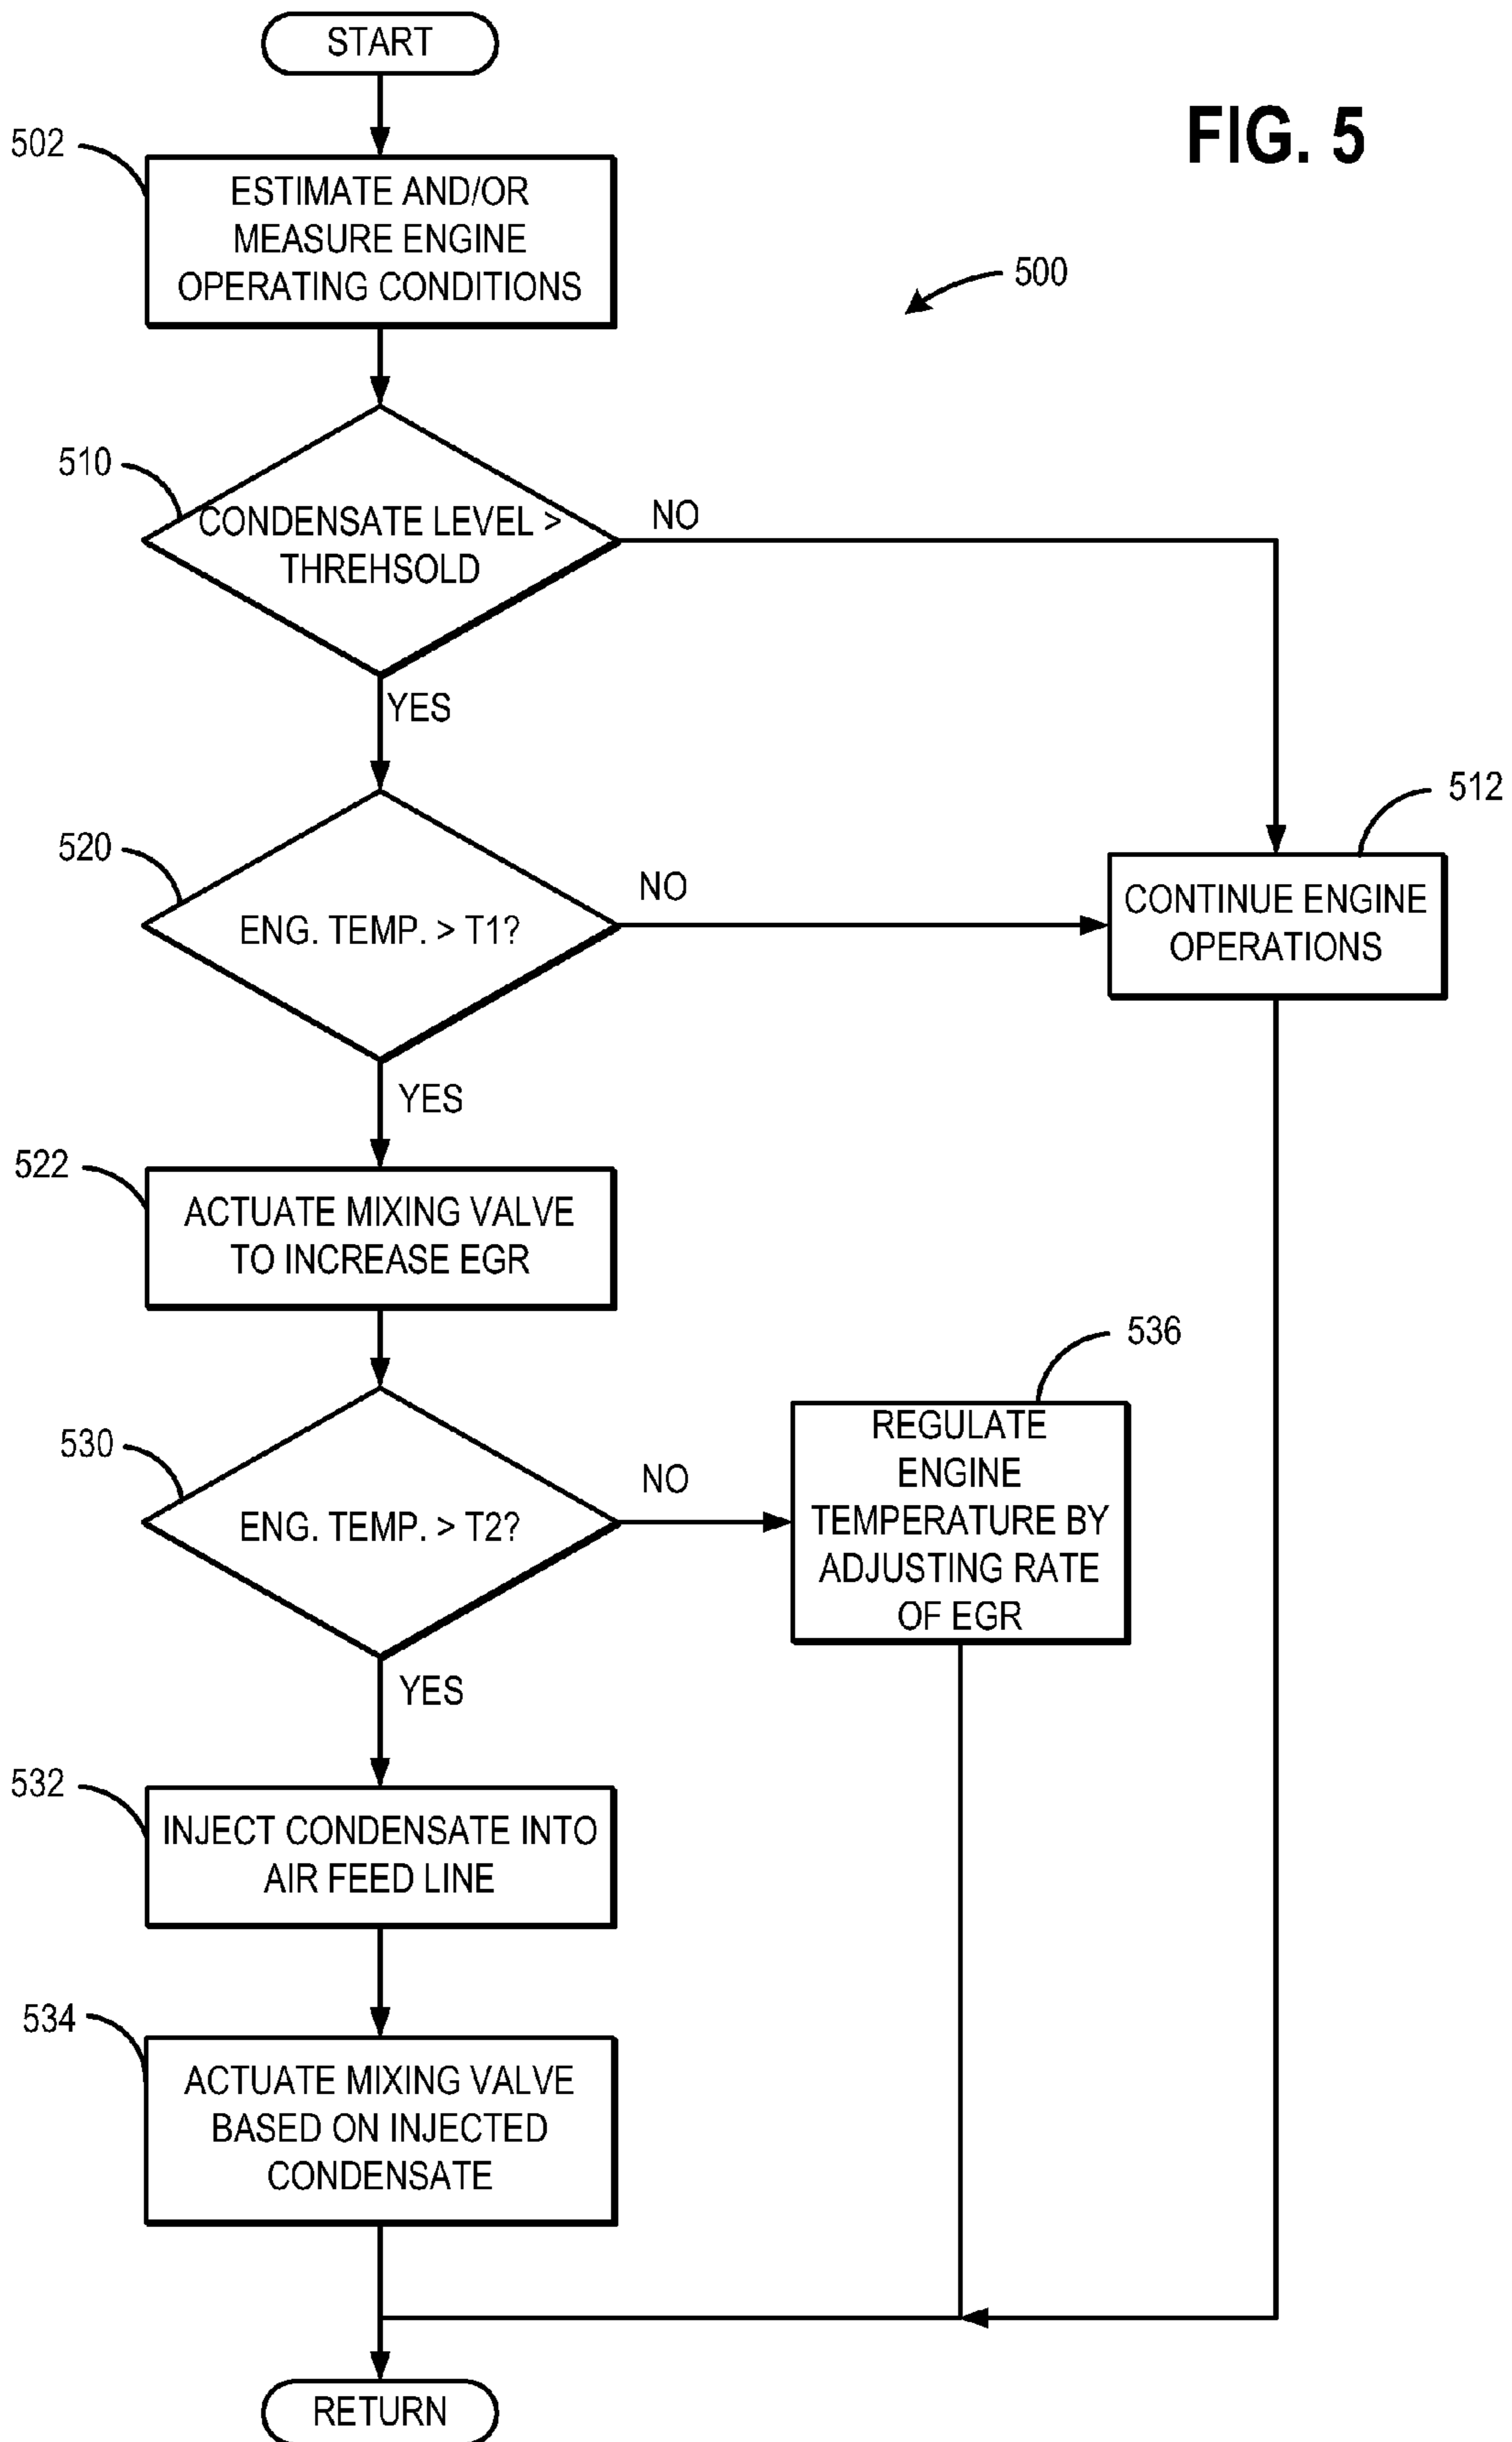 START
FIG. 5
502
ESTIMATE AND/OR
MEASURE ENGINE
OPERATING CONDITIONS
500
510
CONDENSATE LEVEL >
THREHSOLD
NO
YES
512
520
ENG. TEMP. > T1?
NO
CONTINUE ENGINE
OPERATIONS
YES
522
ACTUATE MIXING VALVE
TO INCREASE EGR
536
530
ENG. TEMP. > T2?
NO
REGULATE
ENGINE
TEMPERATURE BY
ADJUSTING RATE
OF EGR
YES
532
INJECT CONDENSATE INTO
AIR FEED LINE
534
ACTUATE MIXING VALVE
BASED ON INJECTED
CONDENSATE
RETURN